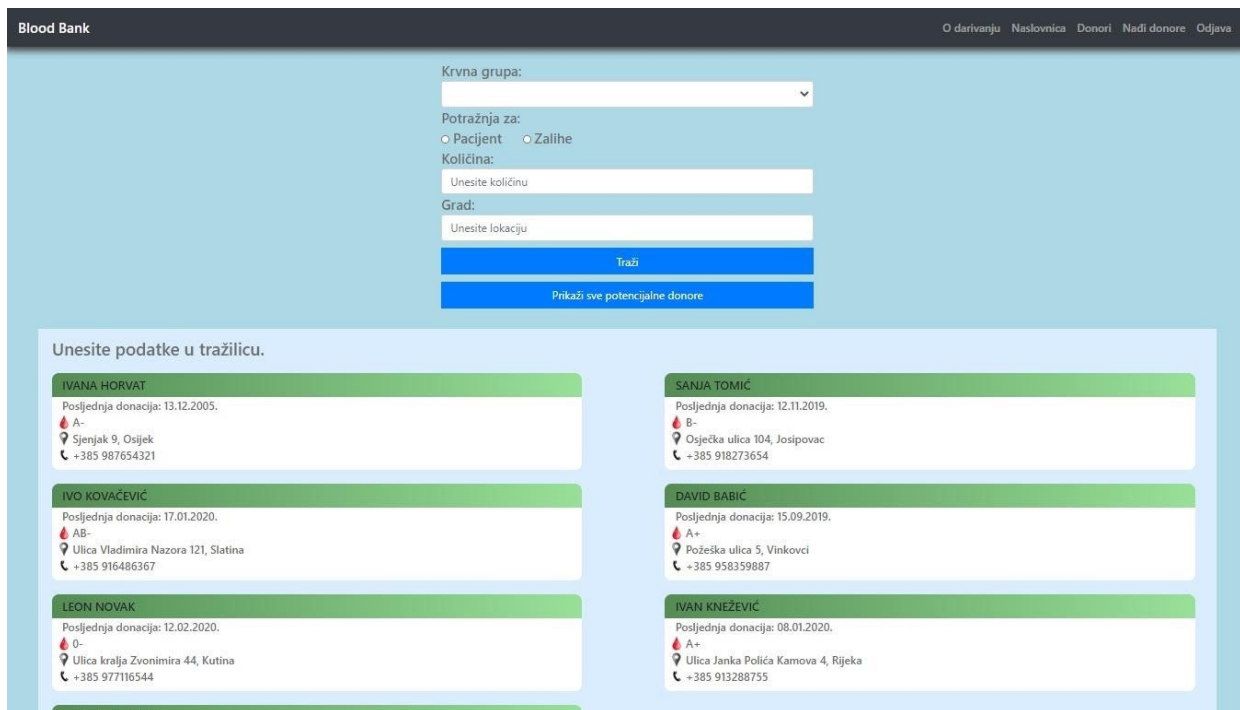 Blood Bank
O darivanju Naslovnica Donori Nađi donore Odjava
Krvna grupa:
Potražnja za:
Pacijent Zalihe
Količina:
Unesite količinu
Grad:
Unesite lokaciju
Traži
Prikaži sve potencijalne donore
Unesite podatke u tražilicu.
IVANA HORVAT
Posljednja donacija: 13.12.2005.
A-
Sjenjak 9, Osijek
+385 987654321
SANJA TOMIĆ
Posljednja donacija: 12.11.2019.
B-
Osječka ulica 104, Josipovac
+385 918273654
IVO KOVAČEVIĆ
Posljednja donacija: 17.01.2020.
AB-
Ulica Vladimira Nazora 121, Slatina
+385 916486367
DAVID BABIĆ
Posljednja donacija: 15.09.2019.
A+
Požeška ulica 5, Vinkovci
+385 958359887
LEON NOVAK
Posljednja donacija: 12.02.2020.
0-
Ulica kralja Zvonimira 44, Kutina
+385 977116544
IVAN KNEŽEVIĆ
Posljednja donacija: 08.01.2020.
A+
Ulica Janka Polića Kamova 4, Rijeka
+385 913288755